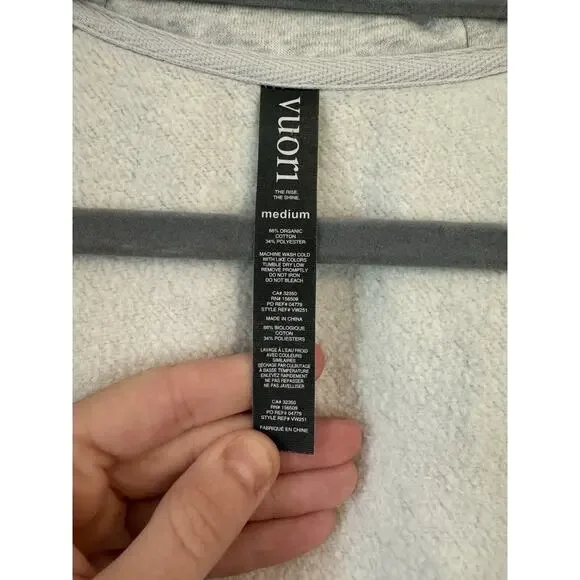 vuori
THE RISE.
THE SHINE.
medium
66% ORGANIC
COTTON
34% POLYESTER
MACHINE WASH COLD
WITH LIKE COLORS
TUMBLE DRY LOW
REMOVE PROMPTLY
DO NOT IRON
DO NOT BLEACH
CA# 32350
RN# 156509
PO REF# 04779
STYLE REF# VW251
MADE IN CHINA
66% BIOLOGIQUE
COTON
34% POLIESTERS
LAVAGE À L'EAU FROID
AVEC COULEURS
SIMILAIRES
SÉCHAGE PAR CULBUTAGE
À BASSE TEMPÉRATURE
ENLEVEZ RAPIDEMENT
NE PAS REPASSER
NE PAS JAVELLISER
CA# 32350
RN# 156509
PO REF# 04779
STYLE REF# VW251
FABRIQUÉ EN CHINE